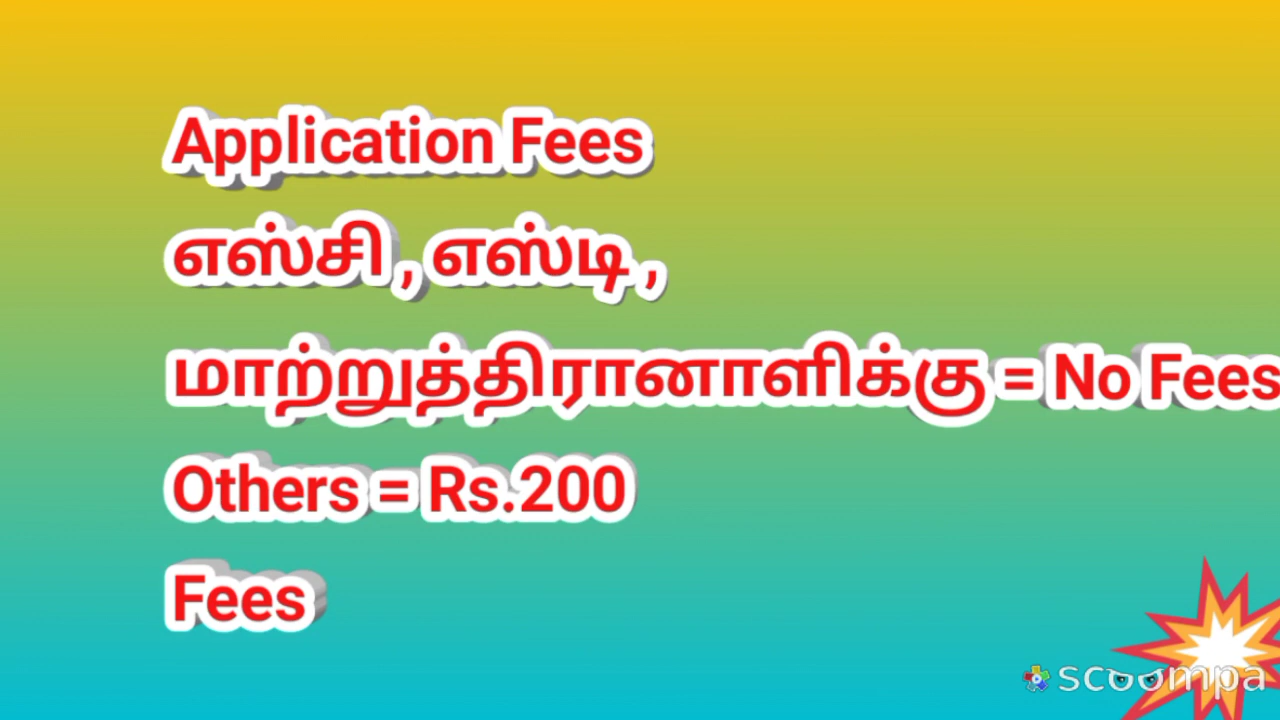 Application Fees
எஸ்சி , எஸ்டி ,
மாற்றுத்திரானாளிக்கு = No Fees
Others = Rs.200
Fees
scoompa